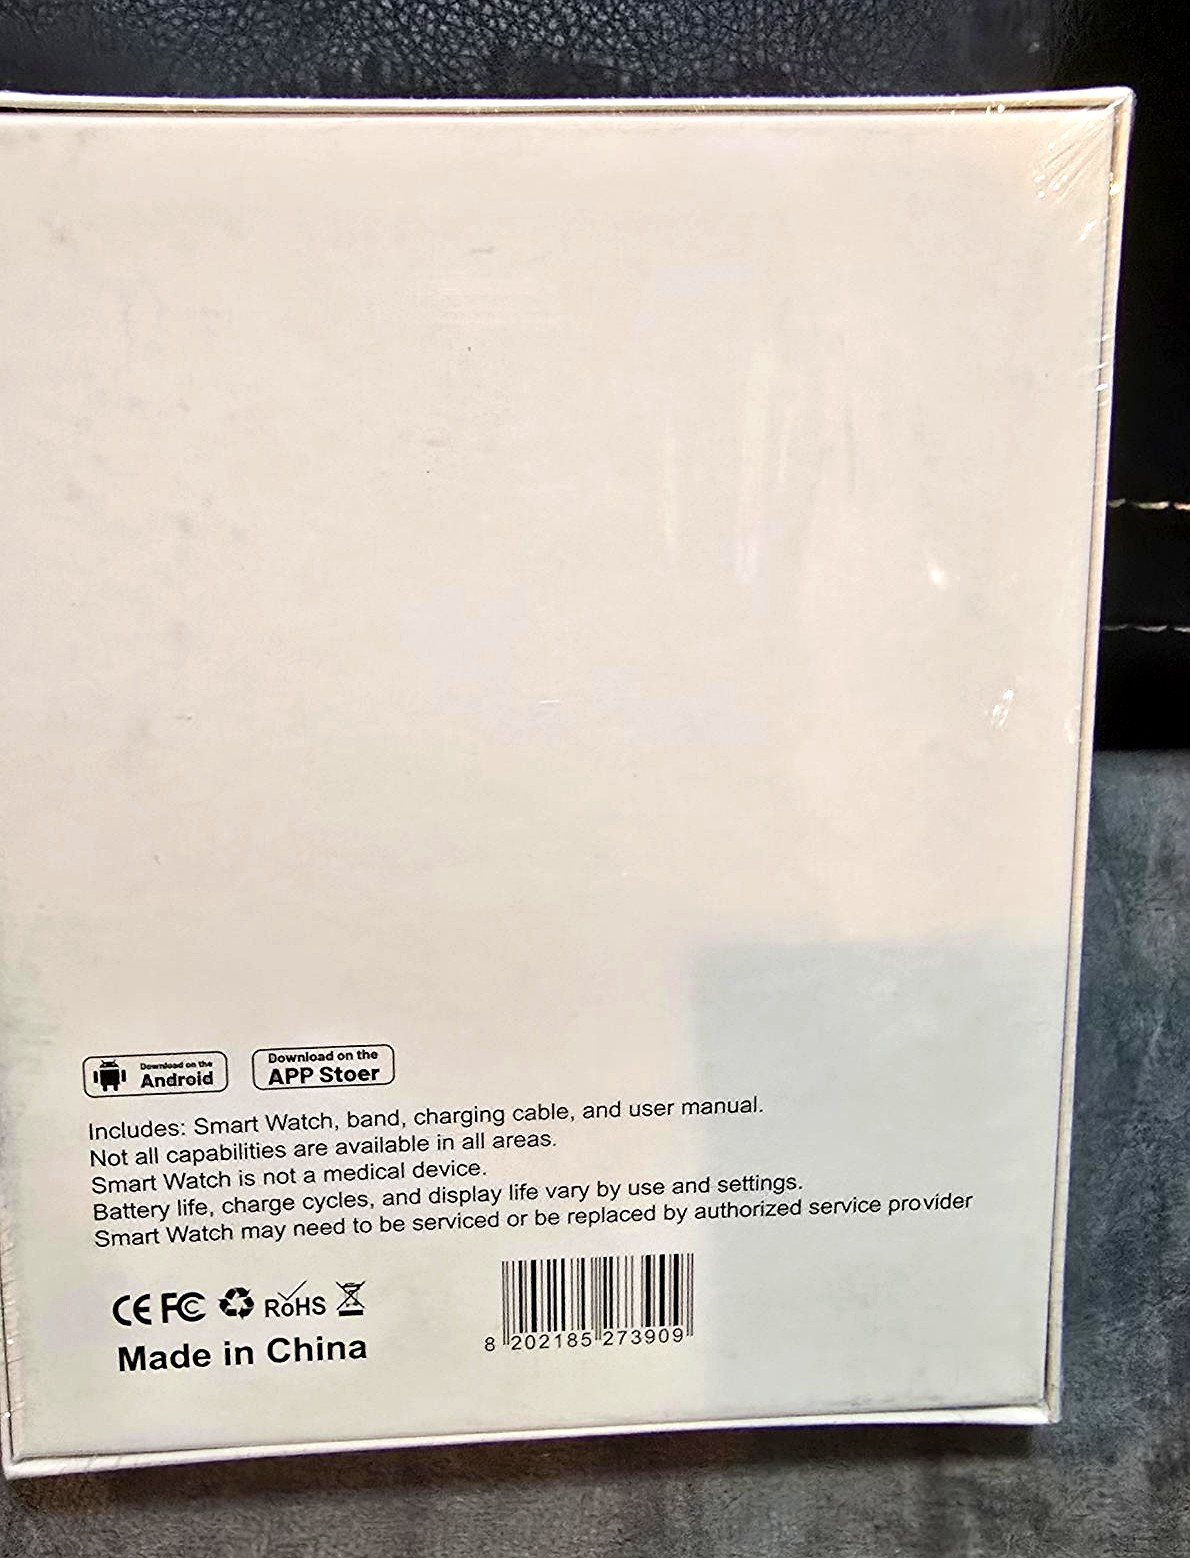 Download on the
Android
Download on the
APP Stoer
Includes: Smart Watch, band, charging cable, and user manual.
Not all capabilities are available in all areas.
Smart Watch is not a medical device.
Battery life, charge cycles, and display life vary by use and settings.
Smart Watch may need to be serviced or be replaced by authorized service provider
CE FC RoHS
Made in China
8 202185 273909